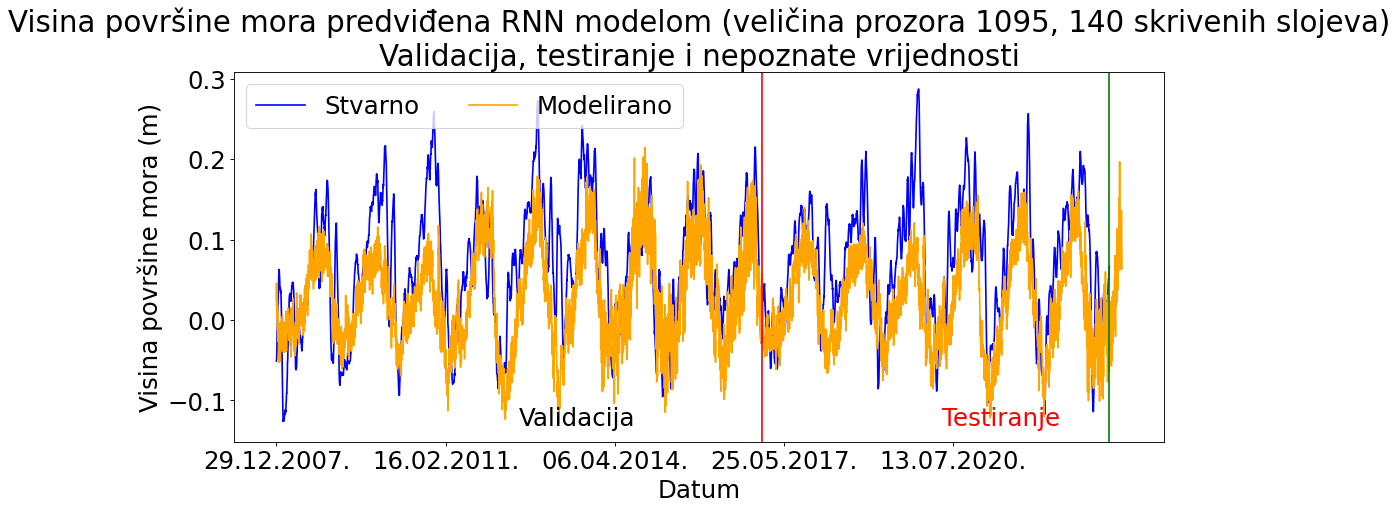 Visina površine mora predviđena RNN modelom (veličina prozora 1095, 140 skrivenih slojeva)
Validacija, testiranje i nepoznate vrijednosti
Stvarno
Modelirano
Visina površine mora (m)
0.3
0.2
0.1
0.0
−0.1
Validacija
Testiranje
29.12.2007.
16.02.2011.
06.04.2014.
25.05.2017.
13.07.2020.
Datum